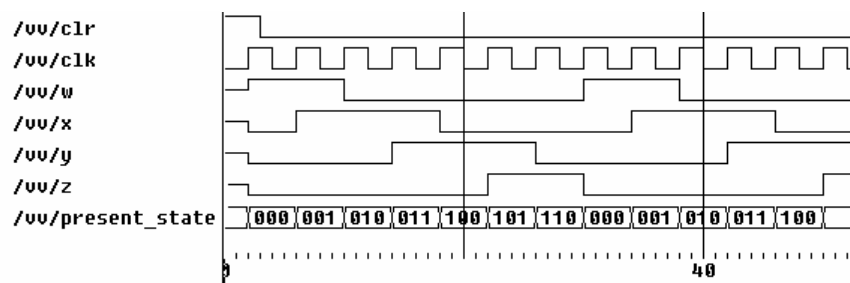 /vv/clr
/vv/clk
/vv/w
/vv/x
/vv/y
/vv/z
/vv/present_state 000 001 010 011 100 101 110 000 001 010 011 100
0 40